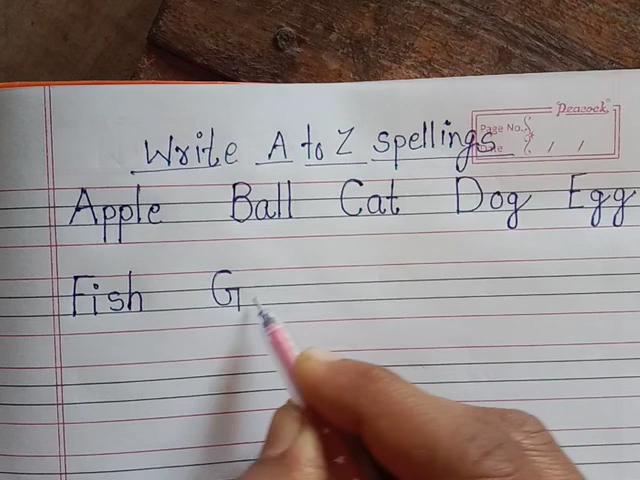 Peacock
Page No.
Date / /
Write A to Z spellings
Apple Ball Cat Dog Egg
Fish G